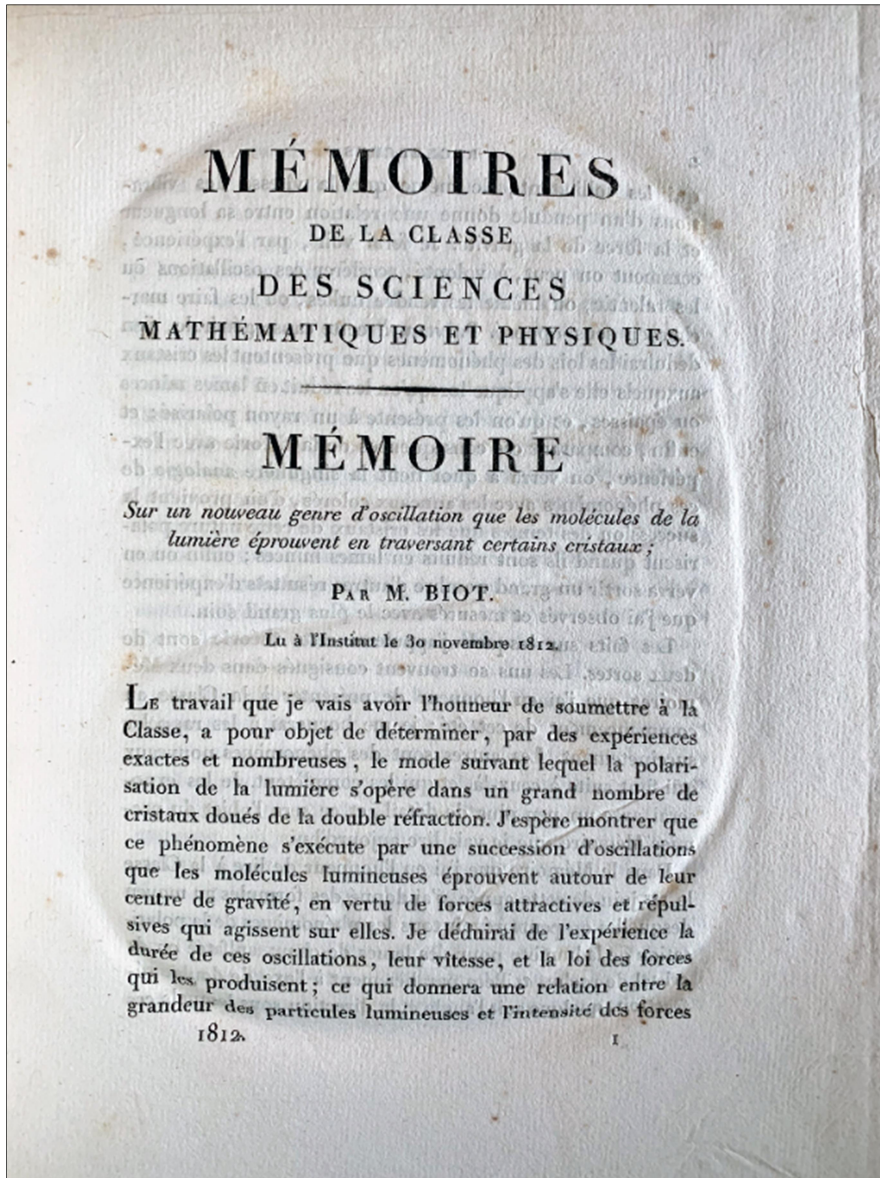 MÉMOIRES
DE LA CLASSE
DES SCIENCES
MATHÉMATIQUES ET PHYSIQUES.
MÉMOIRE
Sur un nouveau genre d'oscillation que les molécules de la
lumière éprouvent en traversant certains cristaux ;
PAR M. BIOT.
Lu à l'Institut le 30 novembre 1812.
LE travail que je vais avoir l'honneur de soumettre à la
Classe, a pour objet de déterminer, par des expériences
exactes et nombreuses, le mode suivant lequel la polari-
sation de la lumière s'opère dans un grand nombre de
cristaux doués de la double réfraction. J'espère montrer que
ce phénomène s'exécute par une succession d'oscillations
que les molécules lumineuses éprouvent autour de leur
centre de gravité, en vertu de forces attractives et répul-
sives qui agissent sur elles. Je déduirai de l'expérience la
durée de ces oscillations, leur vitesse, et la loi des forces
qui les produisent ; ce qui donnera une relation entre la
grandeur des particules lumineuses et l'intensité des forces
1812. 1